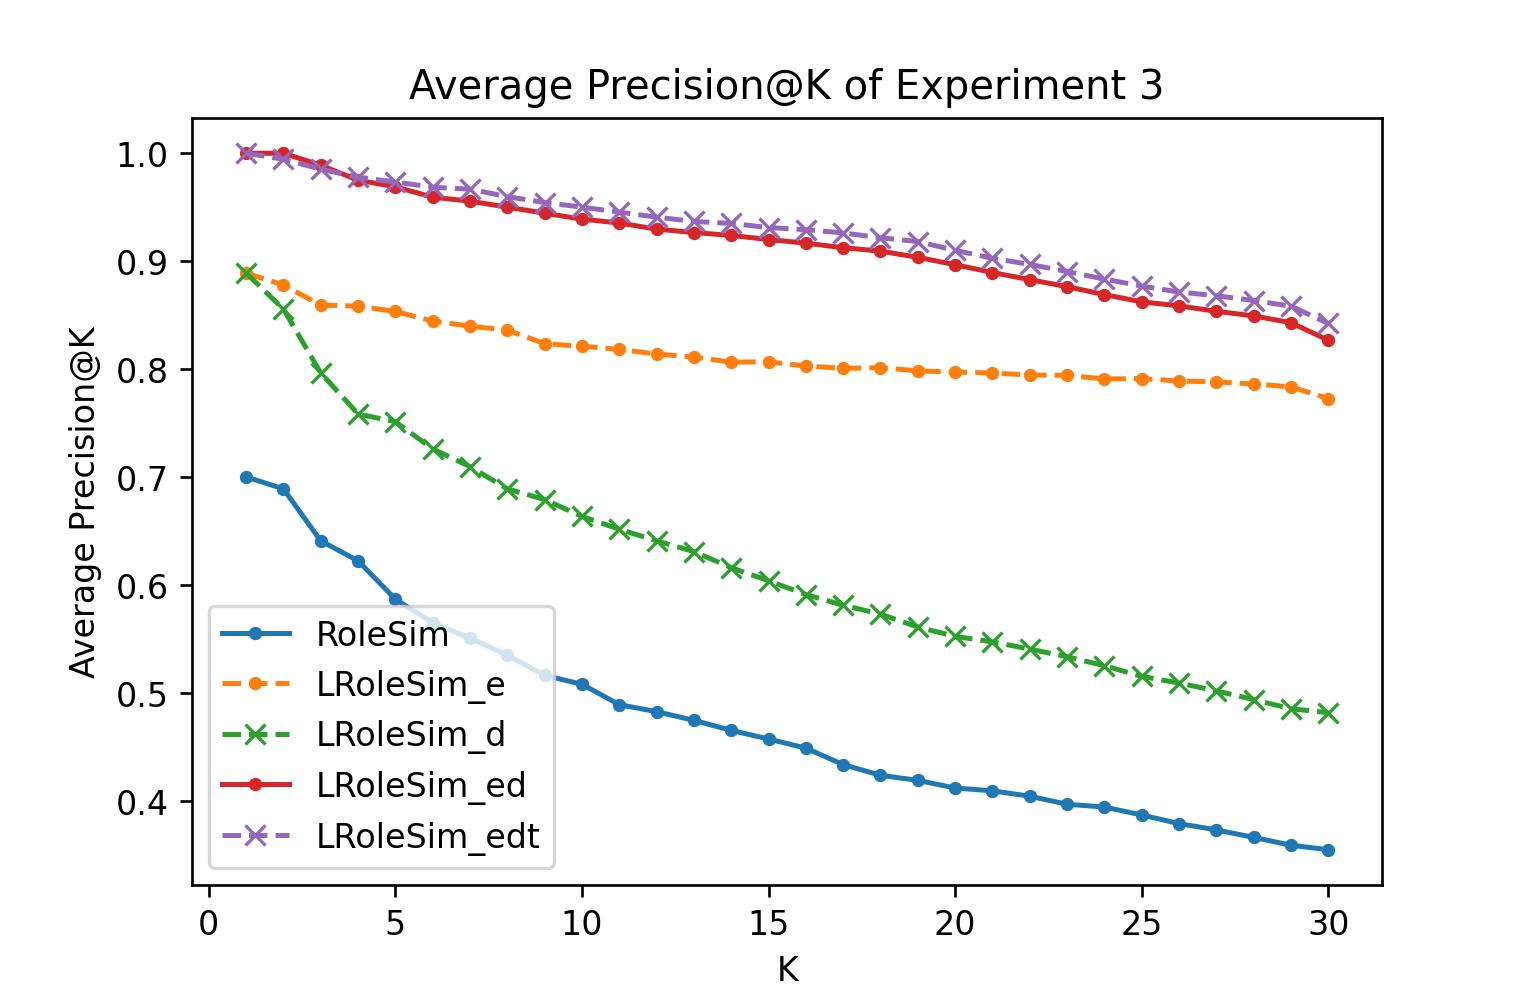 Average Precision@K of Experiment 3
Average Precision@K
1.0
0.9
0.8
0.7
0.6
0.5
0.4
RoleSim
LRoleSim_e
LRoleSim_d
LRoleSim_ed
LRoleSim_edt
0 5 10 15 20 25 30
K